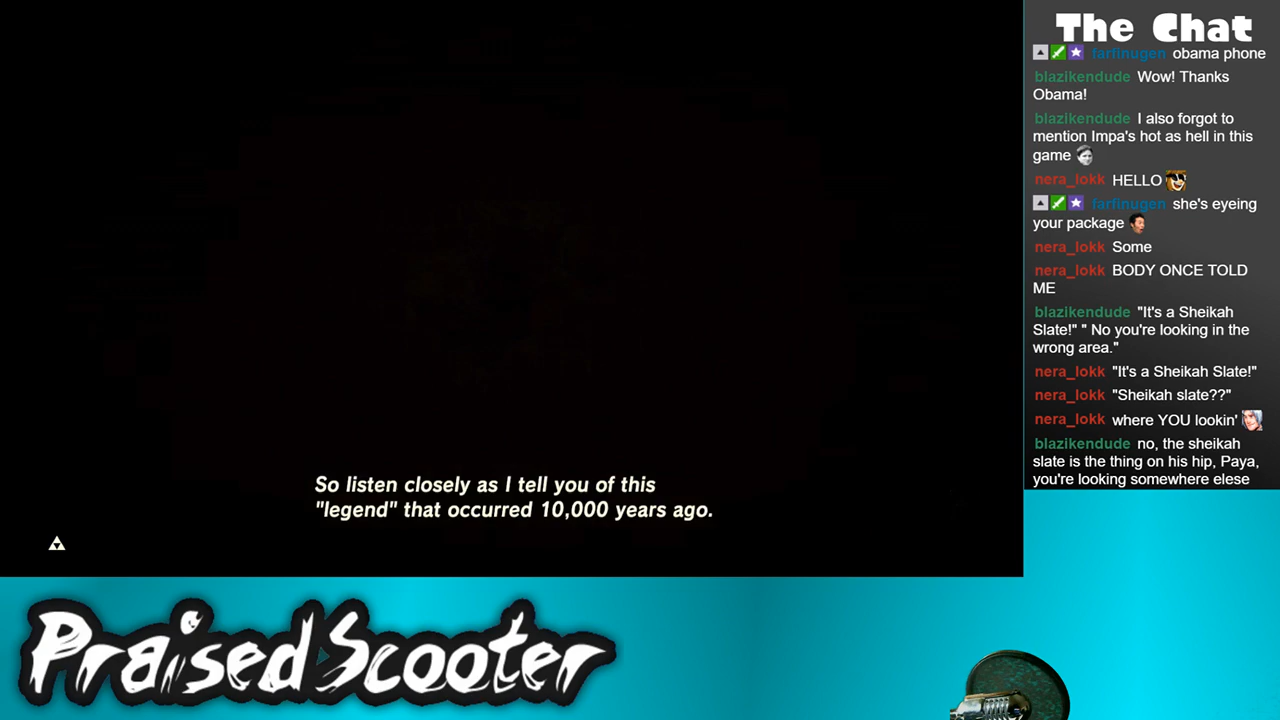 The Chat
farfinugen obama phone
blazikendude Wow! Thanks
Obama!
blazikendude I also forgot to
mention Impa's hot as hell in this
game
nera_lokk HELLO
farfinugen she's eyeing
your package
nera_lokk Some
nera_lokk BODY ONCE TOLD
ME
blazikendude "It's a Sheikah
Slate!" " No you're looking in the
wrong area."
nera_lokk "It's a Sheikah Slate!"
nera_lokk "Sheikah slate??"
nera_lokk where YOU lookin'
blazikendude no, the sheikah
slate is the thing on his hip, Paya,
you're looking somewhere elese
So listen closely as I tell you of this
"legend" that occurred 10,000 years ago.
PraisedScooter